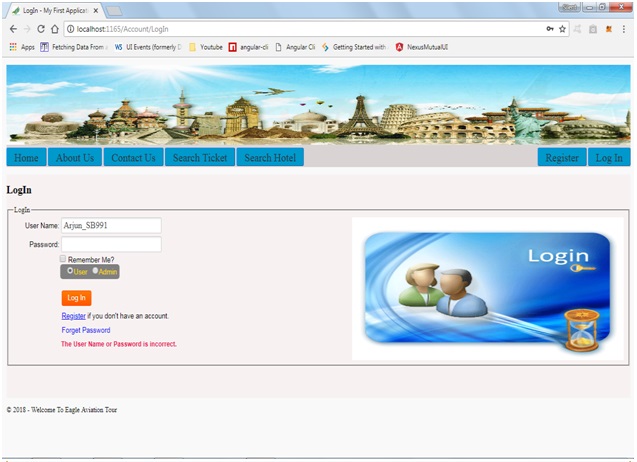 LogIn - My First Applicat
localhost:1165/Account/LogIn
Apps Fetching Data From WS UI Events (formerly D Youtube angular-cli Angular Cli Getting Started with NexusMutualUI
Home About Us Contact Us Search Ticket Search Hotel Register Log In
LogIn
LogIn
User Name: Arjun_SB991
Password:
Remember Me?
User Admin
Log In
Register if you don't have an account.
Forget Password
The User Name or Password is incorrect.
Login
© 2018 - Welcome To Eagle Aviation Tour